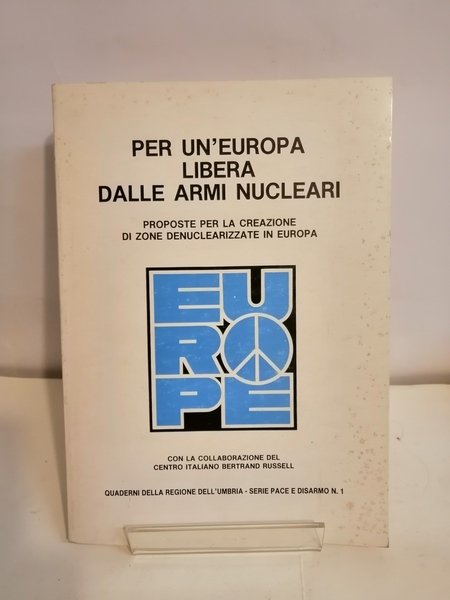 PER UN'EUROPA
LIBERA
DALLE ARMI NUCLEARI
PROPOSTE PER LA CREAZIONE
DI ZONE DENUCLEARIZZATE IN EUROPA
EU
RO
PE
CON LA COLLABORAZIONE DEL
CENTRO ITALIANO BERTRAND RUSSELL
QUADERNI DELLA REGIONE DELL'UMBRIA - SERIE PACE E DISARMO N. 1